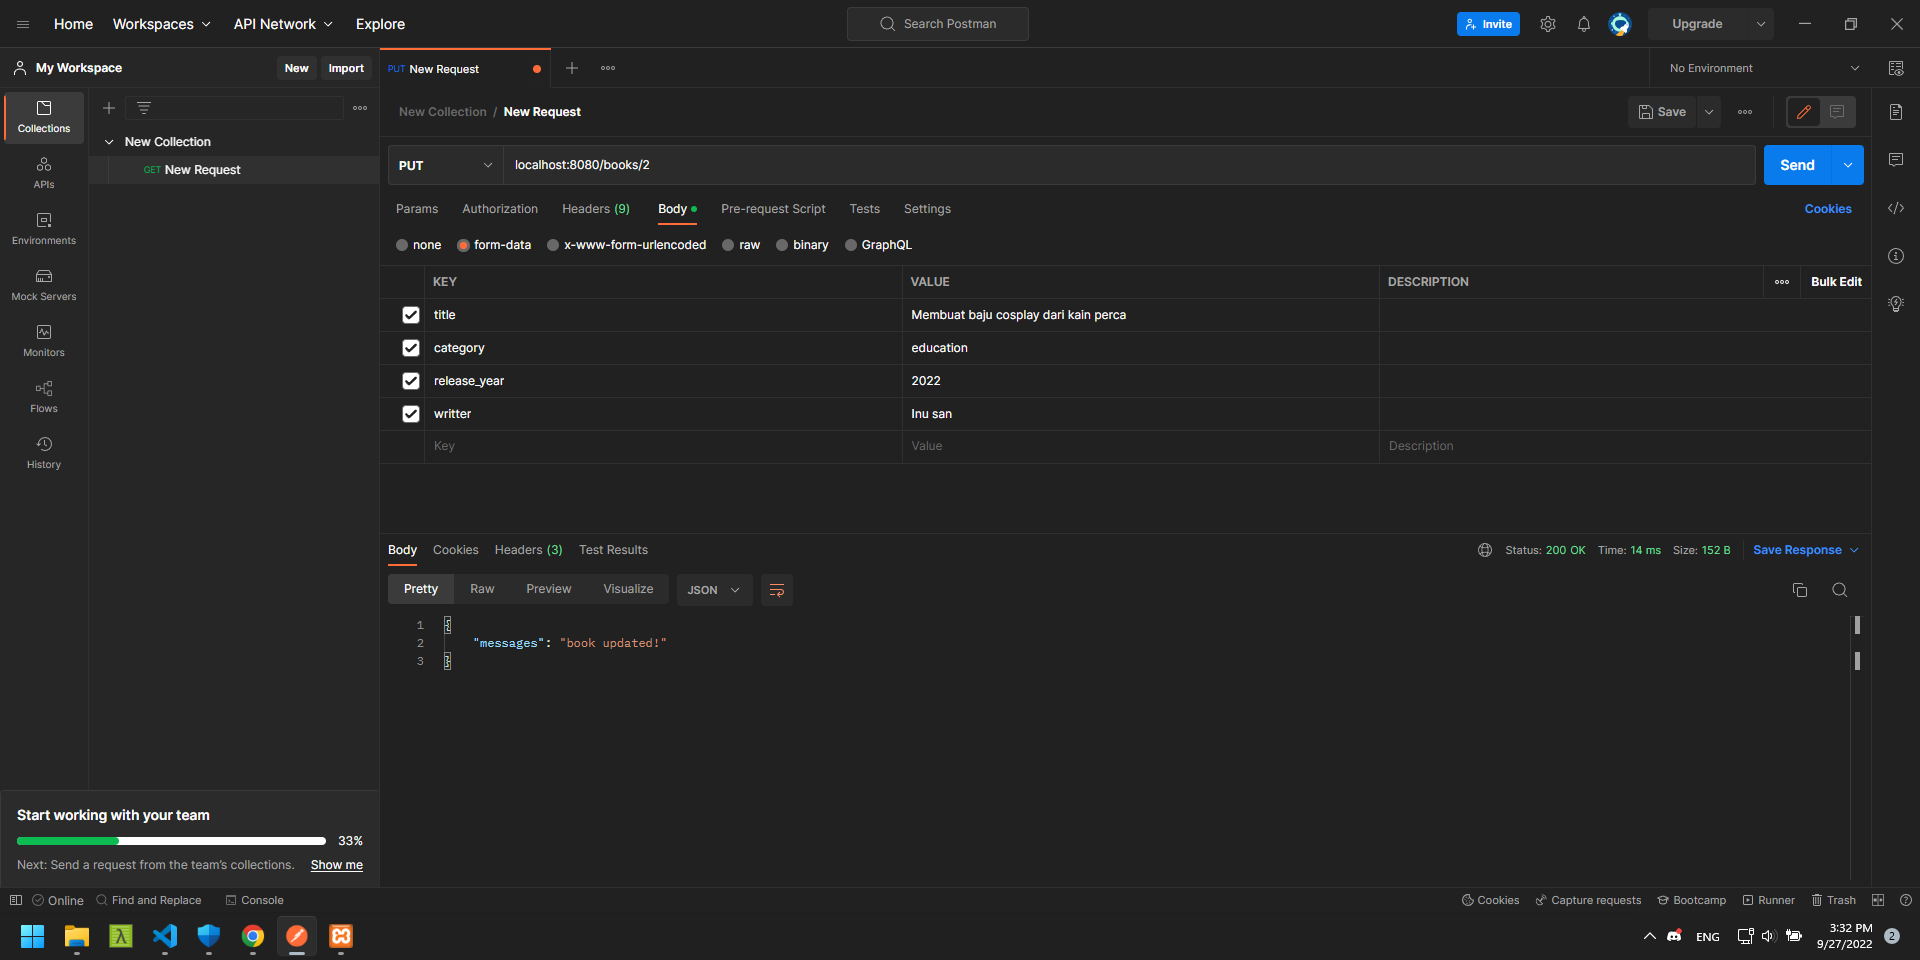 Home Workspaces API Network Explore Search Postman Invite Upgrade
My Workspace New Import PUT New Request No Environment
Collections
APIs
Environments
Mock Servers
Monitors
Flows
History
New Collection
GET New Request
New Collection / New Request Save
PUT localhost:8080/books/2 Send
Params Authorization Headers (9) Body Pre-request Script Tests Settings Cookies
none form-data x-www-form-urlencoded raw binary GraphQL
KEY VALUE DESCRIPTION Bulk Edit
title Membuat baju cosplay dari kain perca
category education
release_year 2022
writter Inu san
Key Value Description
Body Cookies Headers (3) Test Results Status: 200 OK Time: 14 ms Size: 152 B Save Response
Pretty Raw Preview Visualize JSON
1 {
2 "messages": "book updated!"
3 }
Start working with your team
33%
Next: Send a request from the team's collections. Show me
Online Find and Replace Console Cookies Capture requests Bootcamp Runner Trash
ENG 3:32 PM 2
9/27/2022